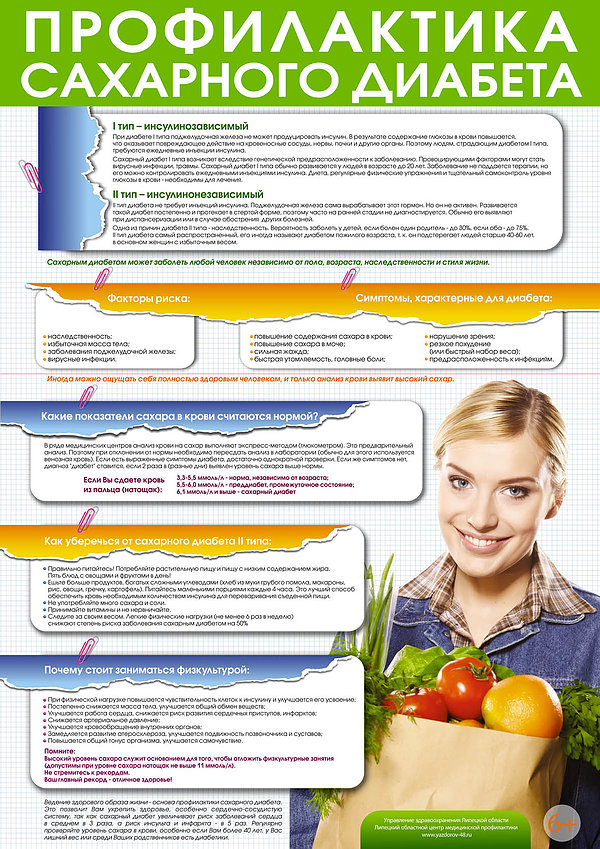 ПРОФИЛАКТИКА
САХАРНОГО ДИАБЕТА
I тип – инсулинозависимый
При диабете I типа поджелудочная железа не может продуцировать инсулин. В результате содержание глюкозы в крови повышается,
что оказывает повреждающее действие на кровеносные сосуды, нервы, почки и другие органы. Поэтому людям, страдающим диабетом I типа,
требуются ежедневные инъекции инсулина.
Сахарный диабет I типа возникает вследствие генетической предрасположенности к заболеванию. Провоцирующими факторами могут стать
вирусные инфекции, травмы. Сахарный диабет I типа обычно развивается у людей в возрасте до 20 лет. Заболевание не поддается терапии, но
его можно контролировать ежедневными инъекциями инсулина. Диета, регулярные физические упражнения и тщательный самоконтроль уровня
глюкозы в крови - необходимы для лечения.
II тип – инсулинонезависимый
II тип диабета не требует инъекций инсулина. Поджелудочная железа сама вырабатывает этот гормон. Но он не активен. Развивается
такой диабет постепенно и протекает в стертой форме, поэтому часто на ранней стадии не диагностируется. Обычно его выявляют
при диспансеризации или в случае обострения других болезней.
Одна из причин диабета II типа - наследственность. Вероятность заболеть у детей, если болен один родитель - до 30%, если оба - до 75%.
II тип диабета самый распространенный, его иногда называют диабетом пожилого возраста, т. к. он подстерегает людей старше 40-60 лет,
в основном женщин с избыточным весом.
Сахарным диабетом может заболеть любой человек независимо от пола, возраста, наследственности и стиля жизни.
Факторы риска:
• наследственность;
• избыточная масса тела;
• заболевания поджелудочной железы;
• вирусные инфекции.
Симптомы, характерные для диабета:
• повышение содержания сахара в крови;
• повышение сахара в моче;
• сильная жажда;
• быстрая утомляемость, головные боли;
• нарушение зрения;
• резкое похудение
(или быстрый набор веса);
• предрасположенность к инфекциям.
Иногда можно ощущать себя полностью здоровым человеком, и только анализ крови выявит высокий сахар.
Какие показатели сахара в крови считаются нормой?
В ряде медицинских центров анализ крови на сахар выполняют экспресс-методом (глюкометром). Это предварительный
анализ. Поэтому при отклонении от нормы необходимо пересдать анализ в лаборатории (обычно для этого используется
венозная кровь). Если есть выраженные симптомы диабета, достаточно однократной проверки. Если же симптомов нет,
диагноз "диабет" ставится, если 2 раза в (разные дни) выявлен уровень сахара выше нормы.
Если Вы сдаете кровь
из пальца (натощак):
3,3-5,5 ммоль/л - норма, независимо от возраста;
5,5-6,0 ммоль/л - преддиабет, промежуточное состояние;
6,1 ммоль/л и выше - сахарный диабет
Как уберечься от сахарного диабета II типа:
• Правильно питайтесь! Потребляйте растительную пищу и пищу с низким содержанием жира.
Пять блюд с овощами и фруктами в день!
• Ешьте больше продуктов, богатых сложными углеводами (хлеб из муки грубого помола, макароны,
рис, овощи, гречку, картофель). Питайтесь маленькими порциями каждые 4 часа. Это лучший способ
обеспечить кровь необходимым количеством инсулина для переваривания съеденной пищи.
• Не употребляйте много сахара и соли.
• Принимайте витамины и не нервничайте.
• Следите за своим весом. Легкие физические нагрузки (не менее 6 раз в неделю)
снижают степень риска заболевания сахарным диабетом на 50%
Почему стоит заниматься физкультурой:
• При физической нагрузке повышается чувствительность клеток к инсулину и улучшается его усвоение;
• Постепенно снижается масса тела, улучшается общий обмен веществ;
• Улучшается работа сердца, снижается риск развития сердечных приступов, инфарктов;
• Снижается артериальное давление;
• Улучшается кровообращение внутренних органов;
• Замедляется развитие атеросклероза, улучшается подвижность позвоночника и суставов;
• Повышается общий тонус организма, улучшается самочувствие.
Помните:
Высокий уровень сахара служит основанием для того, чтобы отложить физкультурные занятия
(допустимы при уровне сахара натощак не выше 11 ммоль/л).
Не стремитесь к рекордам.
Ваш главный рекорд - отличное здоровье!
Ведение здорового образа жизни - основа профилактики сахарного диабета.
Это позволит Вам укрепить здоровье, особенно сердечно-сосудистую
систему, так как сахарный диабет увеличивает риск заболеваний сердца
в среднем в 3 раза, а риск инсульта и инфаркта - в 5 раз. Регулярно
проверяйте уровень сахара в крови, особенно если Вам более 40 лет, у Вас
лишний вес или среди Ваших родственников есть диабетики.
Управление здравоохранения Липецкой области
Липецкий областной центр медицинской профилактики
www.yazdorov-48.ru
6+